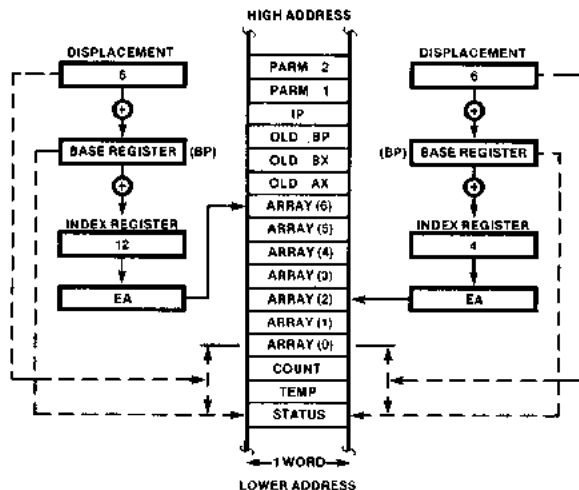 HIGH ADDRESS
DISPLACEMENT
6
BASE REGISTER
(BP)
INDEX REGISTER
12
EA
PARM 2
PARM 1
IP
OLD BP
OLD BX
OLD AX
ARRAY (6)
ARRAY (5)
ARRAY (4)
ARRAY (3)
ARRAY (2)
ARRAY (1)
ARRAY (0)
COUNT
TEMP
STATUS
1 WORD
LOWER ADDRESS
DISPLACEMENT
6
(BP)
BASE REGISTER
INDEX REGISTER
4
EA